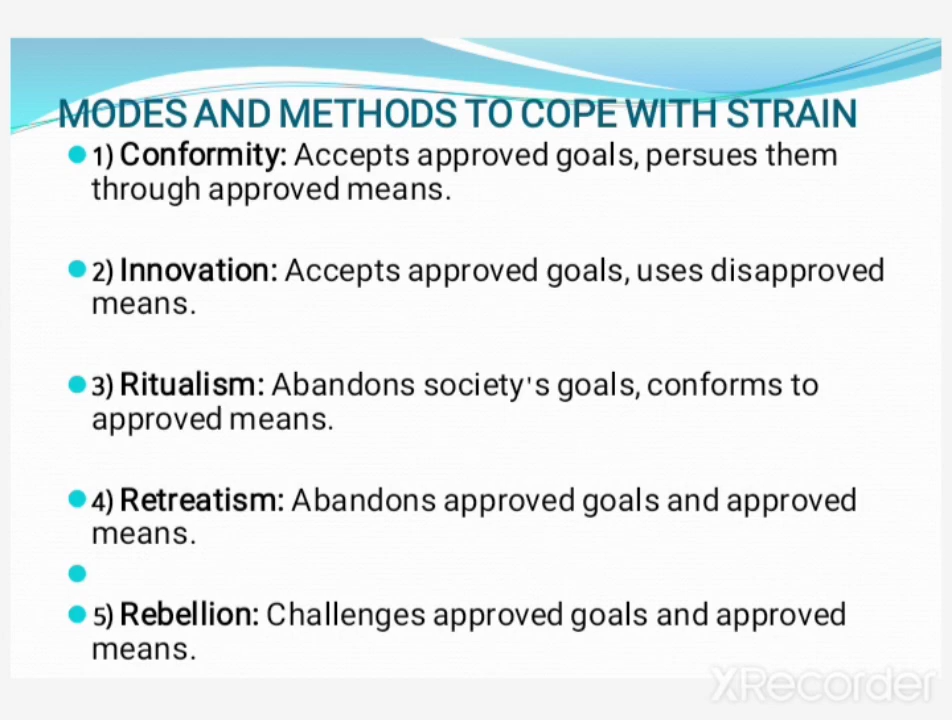 MODES AND METHODS TO COPE WITH STRAIN
1) Conformity: Accepts approved goals, persues them
through approved means.
2) Innovation: Accepts approved goals, uses disapproved
means.
3) Ritualism: Abandons society's goals, conforms to
approved means.
4) Retreatism: Abandons approved goals and approved
means.
5) Rebellion: Challenges approved goals and approved
means.
XRecorder